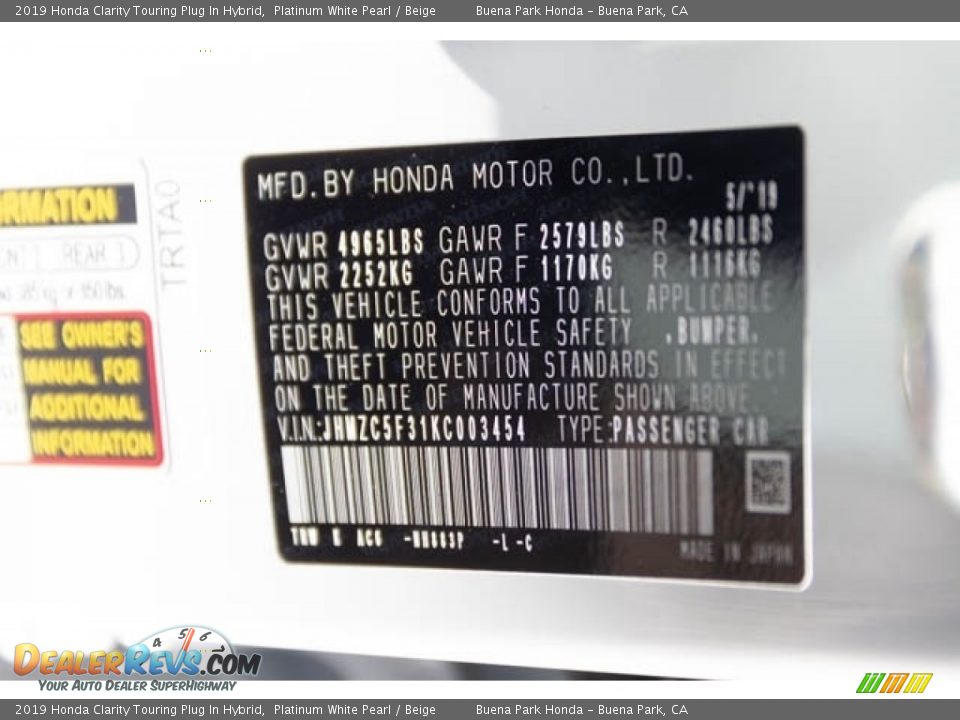 2019 Honda Clarity Touring Plug In Hybrid, Platinum White Pearl / Beige Buena Park Honda - Buena Park, CA
MFD. BY HONDA MOTOR CO., LTD.
5/'19
GVWR 4965LBS GAWR F 2579LBS R 2460LBS
GVWR 2252KG GAWR F 1170KG R 1116KG
THIS VEHICLE CONFORMS TO ALL APPLICABLE
FEDERAL MOTOR VEHICLE SAFETY ,BUMPER,
AND THEFT PREVENTION STANDARDS IN EFFECT
ON THE DATE OF MANUFACTURE SHOWN ABOVE.
V.I.N.:JHMZC5F31KC003454 TYPE:PASSENGER CAR
-NH883P -L -C
MADE IN JAPAN
REAR
TRTA0
SEE OWNER'S
MANUAL FOR
ADDITIONAL
INFORMATION
4 5 6
DEALERREVS.COM
YOUR AUTO DEALER SUPERHIGHWAY
2019 Honda Clarity Touring Plug In Hybrid, Platinum White Pearl / Beige Buena Park Honda - Buena Park, CA